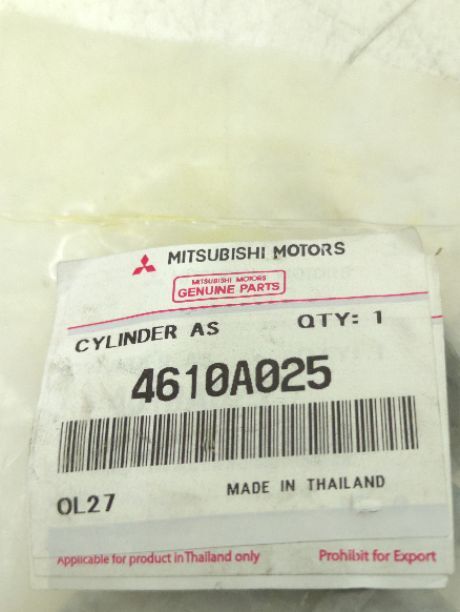 MITSUBISHI MOTORS
MITSUBISHI MOTORS
GENUINE PARTS
CYLINDER AS QTY: 1
4610A025
OL27 MADE IN THAILAND
Applicable for product in Thailand only Prohibit for Export